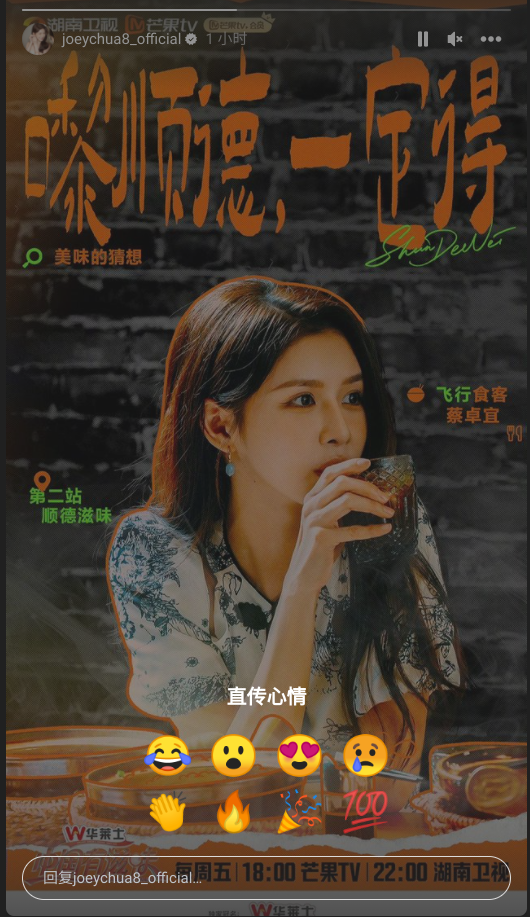 湖南卫视 芒果tv
joeychua8_official 1 小时
嚟顺德，一定得
ShunDeWei
美味的猜想
飞行食客
蔡卓宜
第二站
顺德滋味
直传心情
💯
华莱士
回复joeychua8_official...
每周五 | 18:00 芒果TV | 22:00 湖南卫视
华莱士